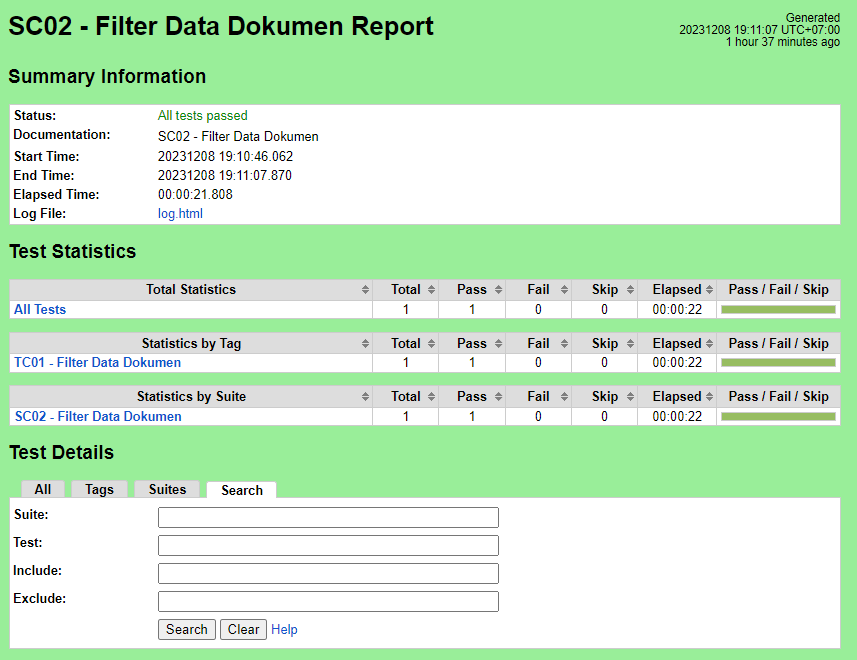 SC02 - Filter Data Dokumen Report
Generated
20231208 19:11:07 UTC+07:00
1 hour 37 minutes ago
Summary Information
Status: All tests passed
Documentation: SC02 - Filter Data Dokumen
Start Time: 20231208 19:10:46.062
End Time: 20231208 19:11:07.870
Elapsed Time: 00:00:21.808
Log File: log.html
Test Statistics
Total Statistics Total Pass Fail Skip Elapsed Pass / Fail / Skip
All Tests 1 1 0 0 00:00:22
Statistics by Tag Total Pass Fail Skip Elapsed Pass / Fail / Skip
TC01 - Filter Data Dokumen 1 1 0 0 00:00:22
Statistics by Suite Total Pass Fail Skip Elapsed Pass / Fail / Skip
SC02 - Filter Data Dokumen 1 1 0 0 00:00:22
Test Details
All Tags Suites Search
Suite:
Test:
Include:
Exclude:
Search Clear Help